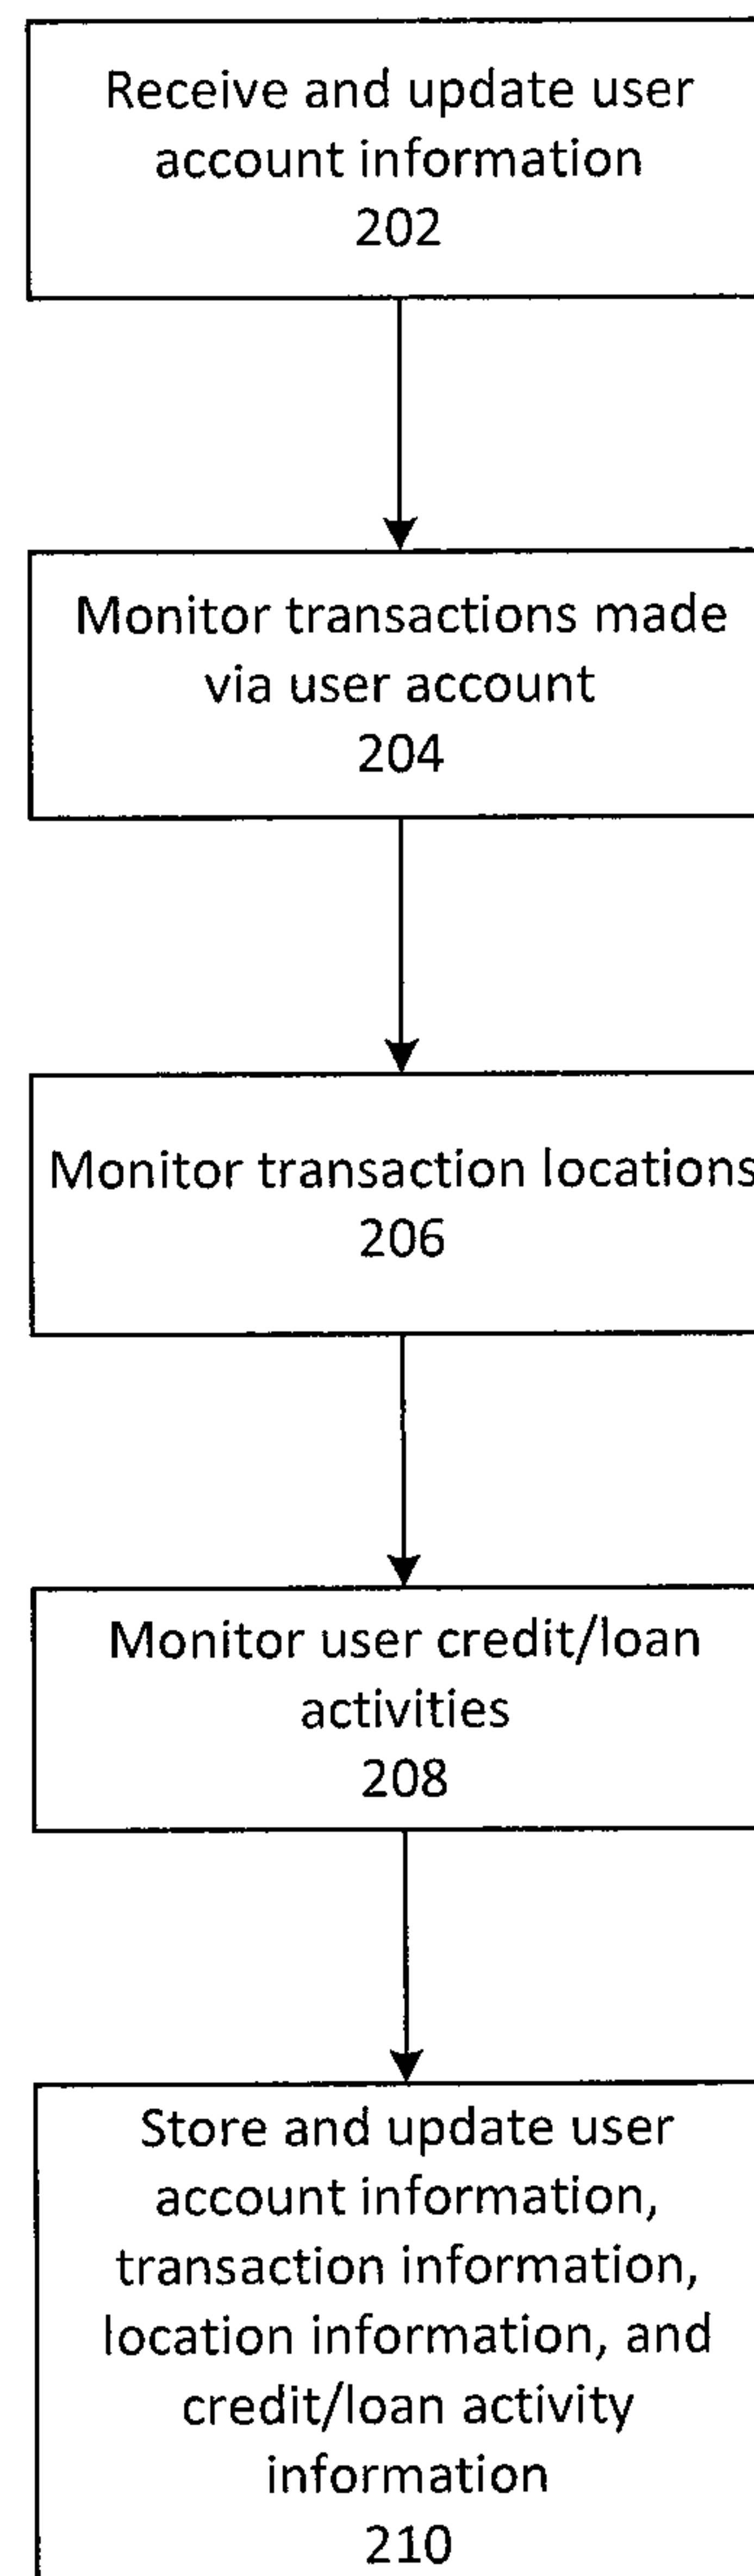 Receive and update user
account information
202
Monitor transactions made
via user account
204
Monitor transaction locations
206
Monitor user credit/loan
activities
208
Store and update user
account information,
transaction information,
location information, and
credit/loan activity
information
210